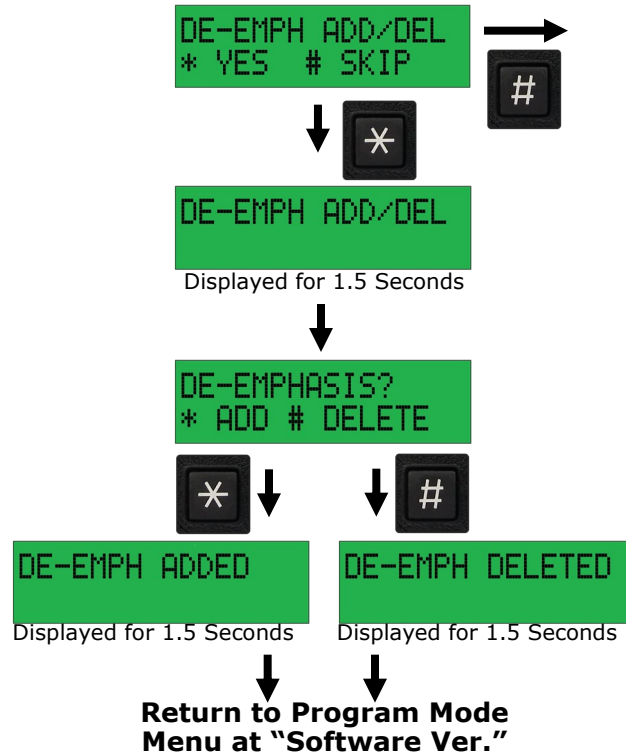 DE-EMPH ADD/DEL
* YES # SKIP
#
*
DE-EMPH ADD/DEL
Displayed for 1.5 Seconds
DE-EMPHASIS?
* ADD # DELETE
*
#
DE-EMPH ADDED
DE-EMPH DELETED
Displayed for 1.5 Seconds
Displayed for 1.5 Seconds
Return to Program Mode
Menu at “Software Ver.”